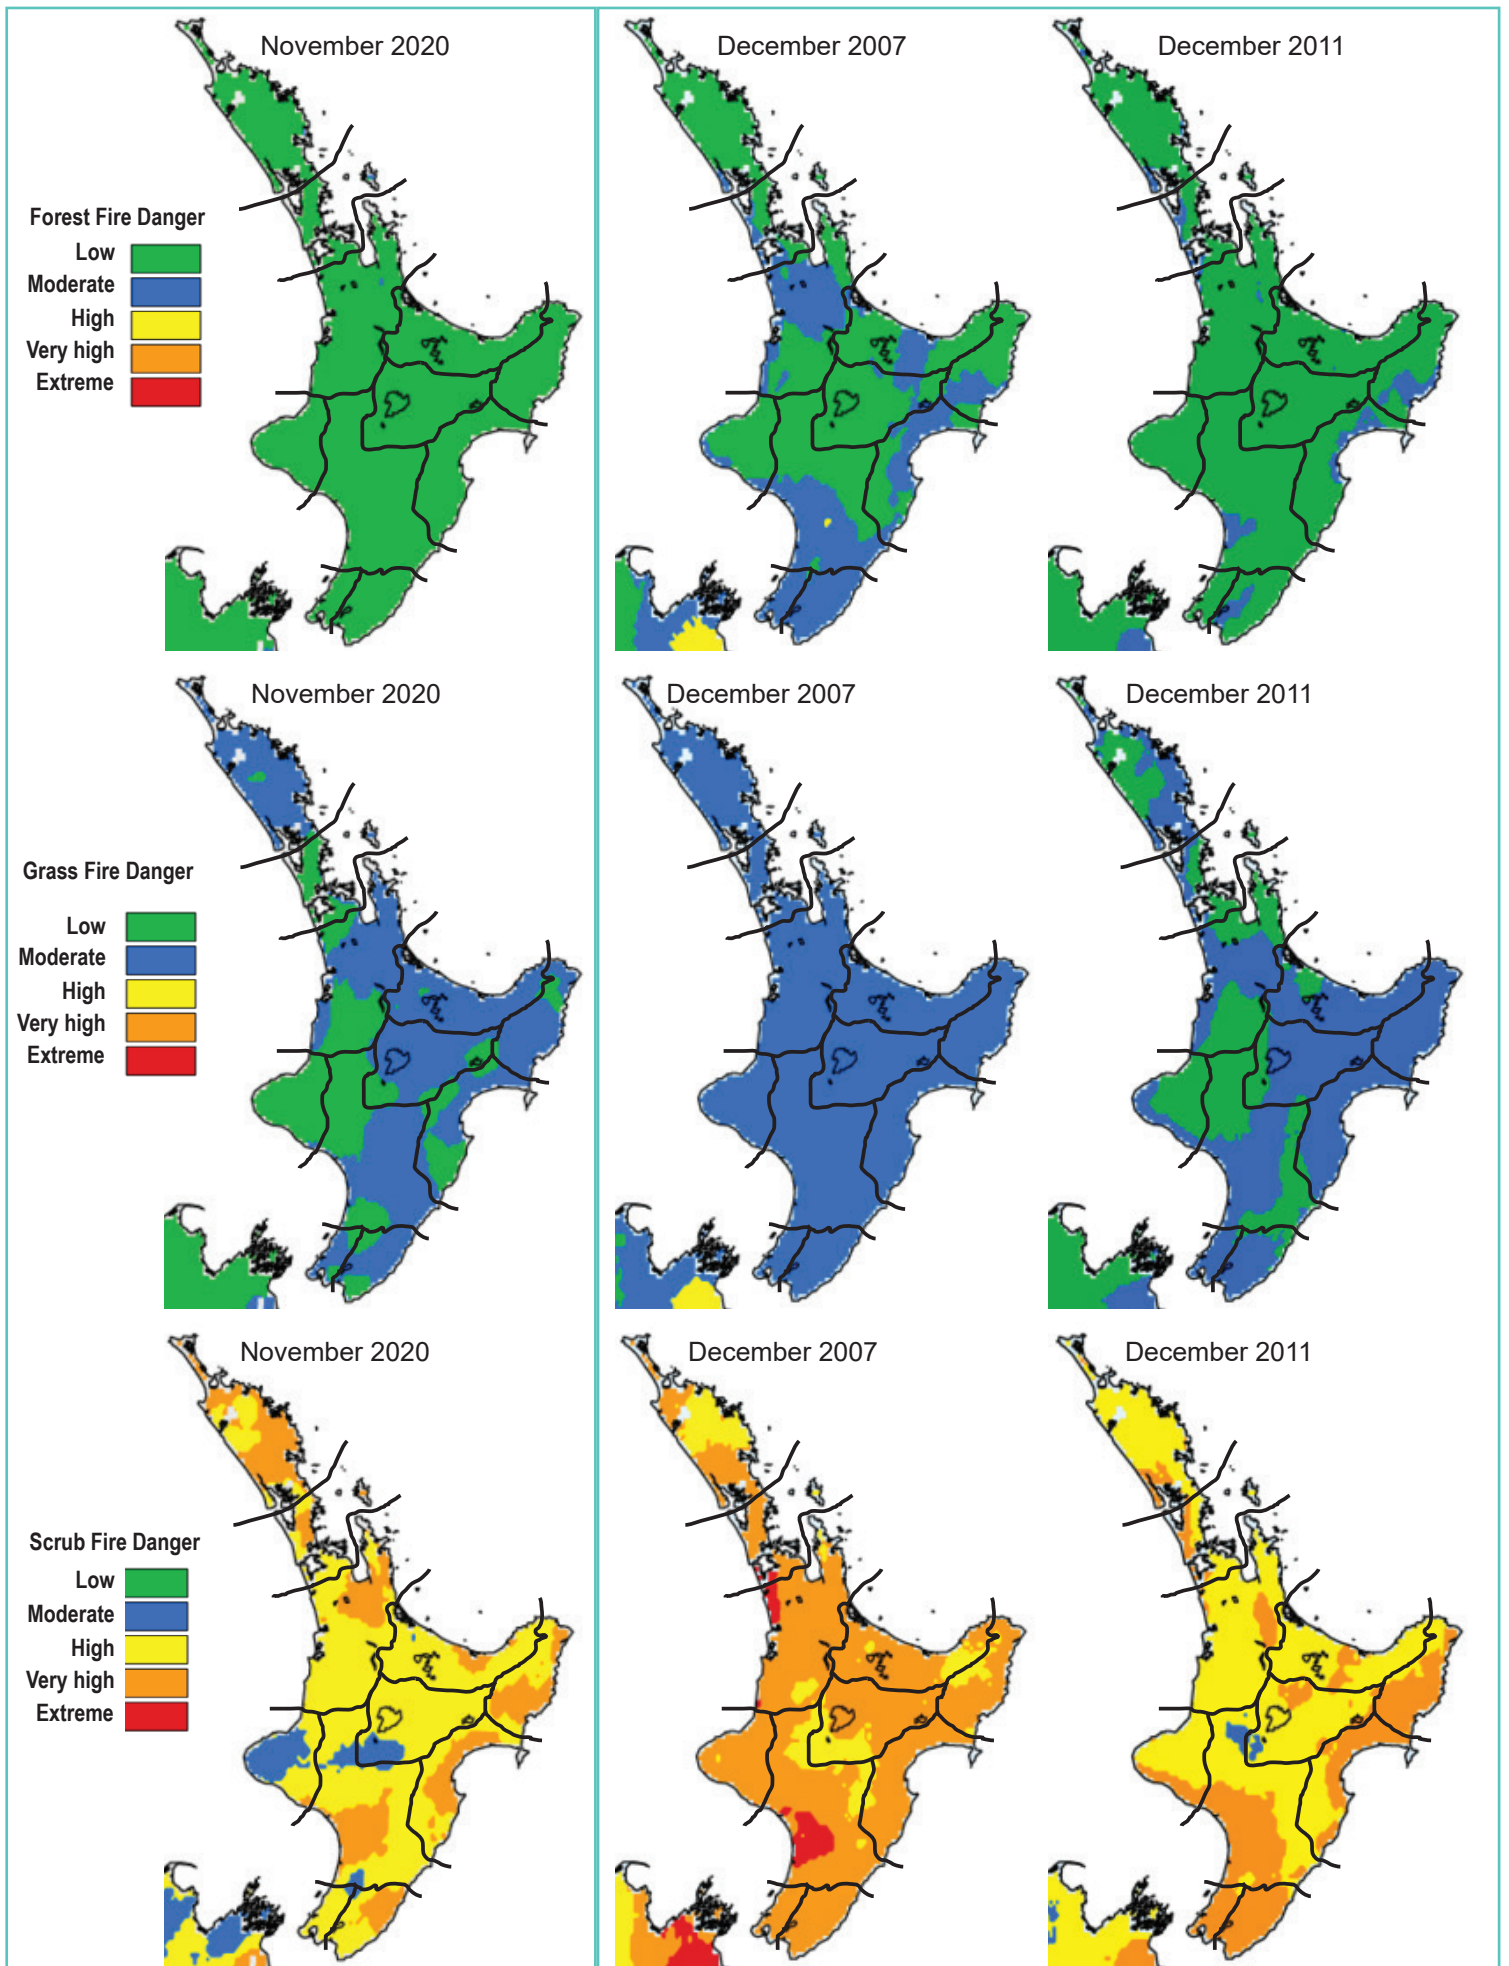 November 2020
December 2007
December 2011
Forest Fire Danger
Low
Moderate
High
Very high
Extreme
November 2020
December 2007
December 2011
Grass Fire Danger
Low
Moderate
High
Very high
Extreme
November 2020
December 2007
December 2011
Scrub Fire Danger
Low
Moderate
High
Very high
Extreme